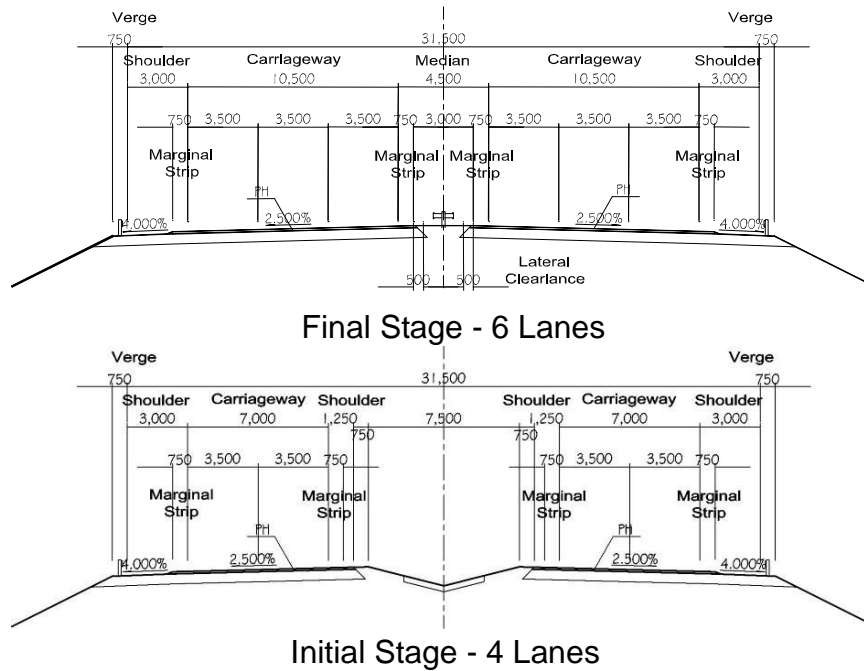 Verge Verge
750 31,500 750
Shoulder Carriageway Median Carriageway Shoulder
3,000 10,500 4,500 10,500 3,000
750 3,500 3,500 3,500 750 3,000 750 3,500 3,500 3,500 750
Marginal Strip Marginal Strip Marginal Strip Marginal Strip
PH PH
4.000% 2.500% 2.500% 4.000%
Lateral Clearlance
500 500
Final Stage - 6 Lanes
Verge Verge
750 31,500 750
Shoulder Carriageway Shoulder Shoulder Carriageway Shoulder
3,000 7,000 1,250 7,500 1,250 7,000 3,000
750 750
750 3,500 3,500 750 750 3,500 3,500 750
Marginal Strip Marginal Strip Marginal Strip
PH PH
4.000% 2.500% 2.500% 4.000%
Initial Stage - 4 Lanes